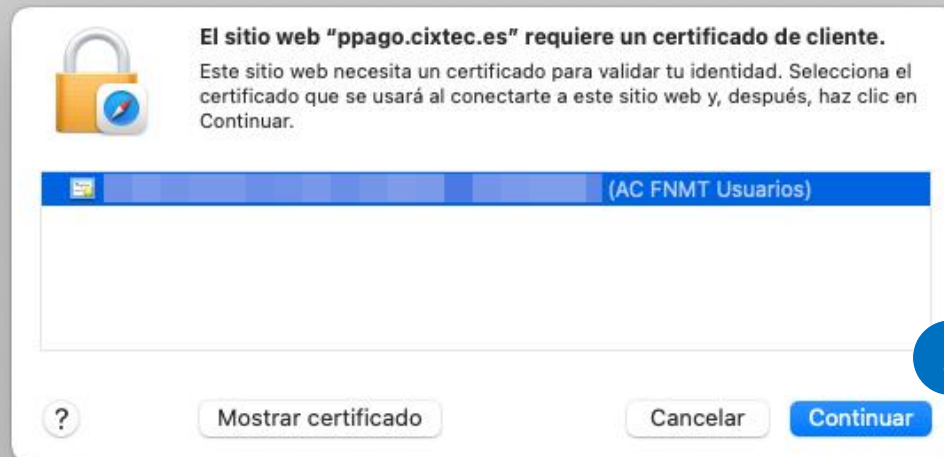 El sitio web "ppago.cixtec.es" requiere un certificado de cliente.
Este sitio web necesita un certificado para validar tu identidad. Selecciona el
certificado que se usará al conectarte a este sitio web y, después, haz clic en
Continuar.
(AC FNMT Usuarios)
? Mostrar certificado Cancelar Continuar